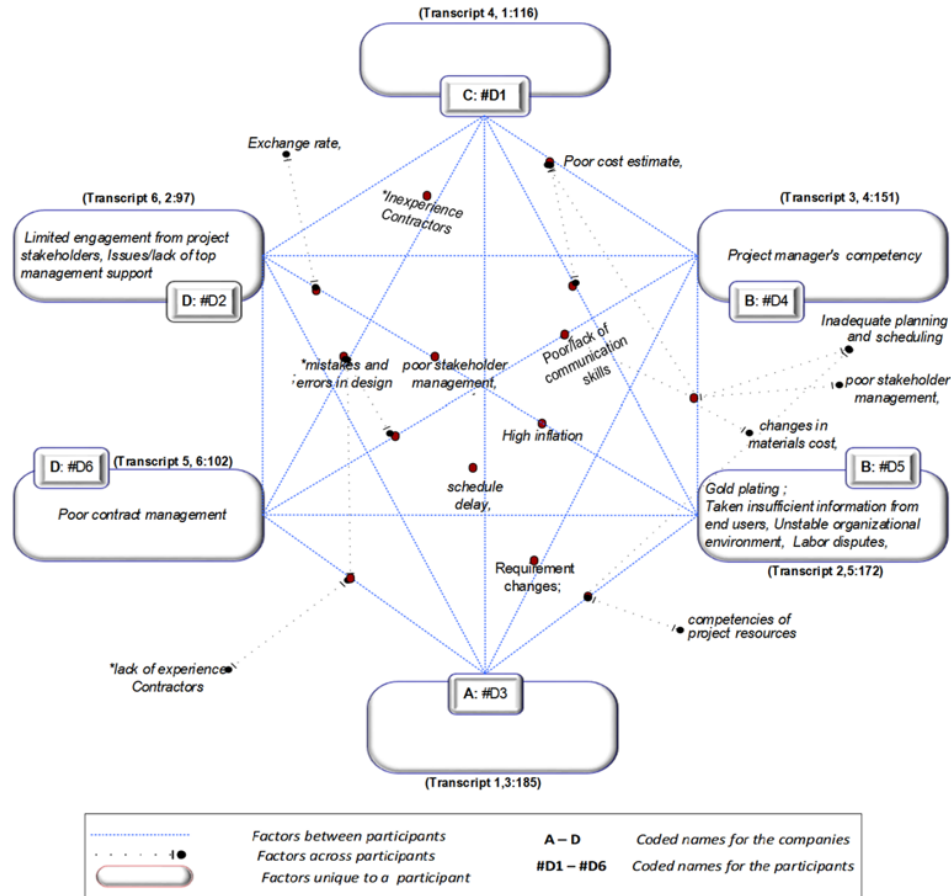 (Transcript 4, 1:116)
C: #D1
Exchange rate,
Poor cost estimate,
*Inexperience
Contractors
(Transcript 6, 2:97)
Limited engagement from project
stakeholders, Issues/lack of top
management support
D: #D2
(Transcript 3, 4:151)
Project manager's competency
B: #D4
Inadequate planning
and scheduling
*mistakes and
errors in design
poor stakeholder
management,
Poor/lack of
communication
skills
poor stakeholder
management,
changes in
materials cost,
High inflation
D: #D6
(Transcript 5, 6:102)
Poor contract management
schedule
delay,
B: #D5
Gold plating ;
Taken insufficient information from
end users, Unstable organizational
environment, Labor disputes,
(Transcript 2,5:172)
Requirement
changes;
competencies of
project resources
*lack of experience
Contractors
A: #D3
(Transcript 1,3:185)
Factors between participants
Factors across participants
Factors unique to a participant
A – D
Coded names for the companies
#D1 – #D6
Coded names for the participants